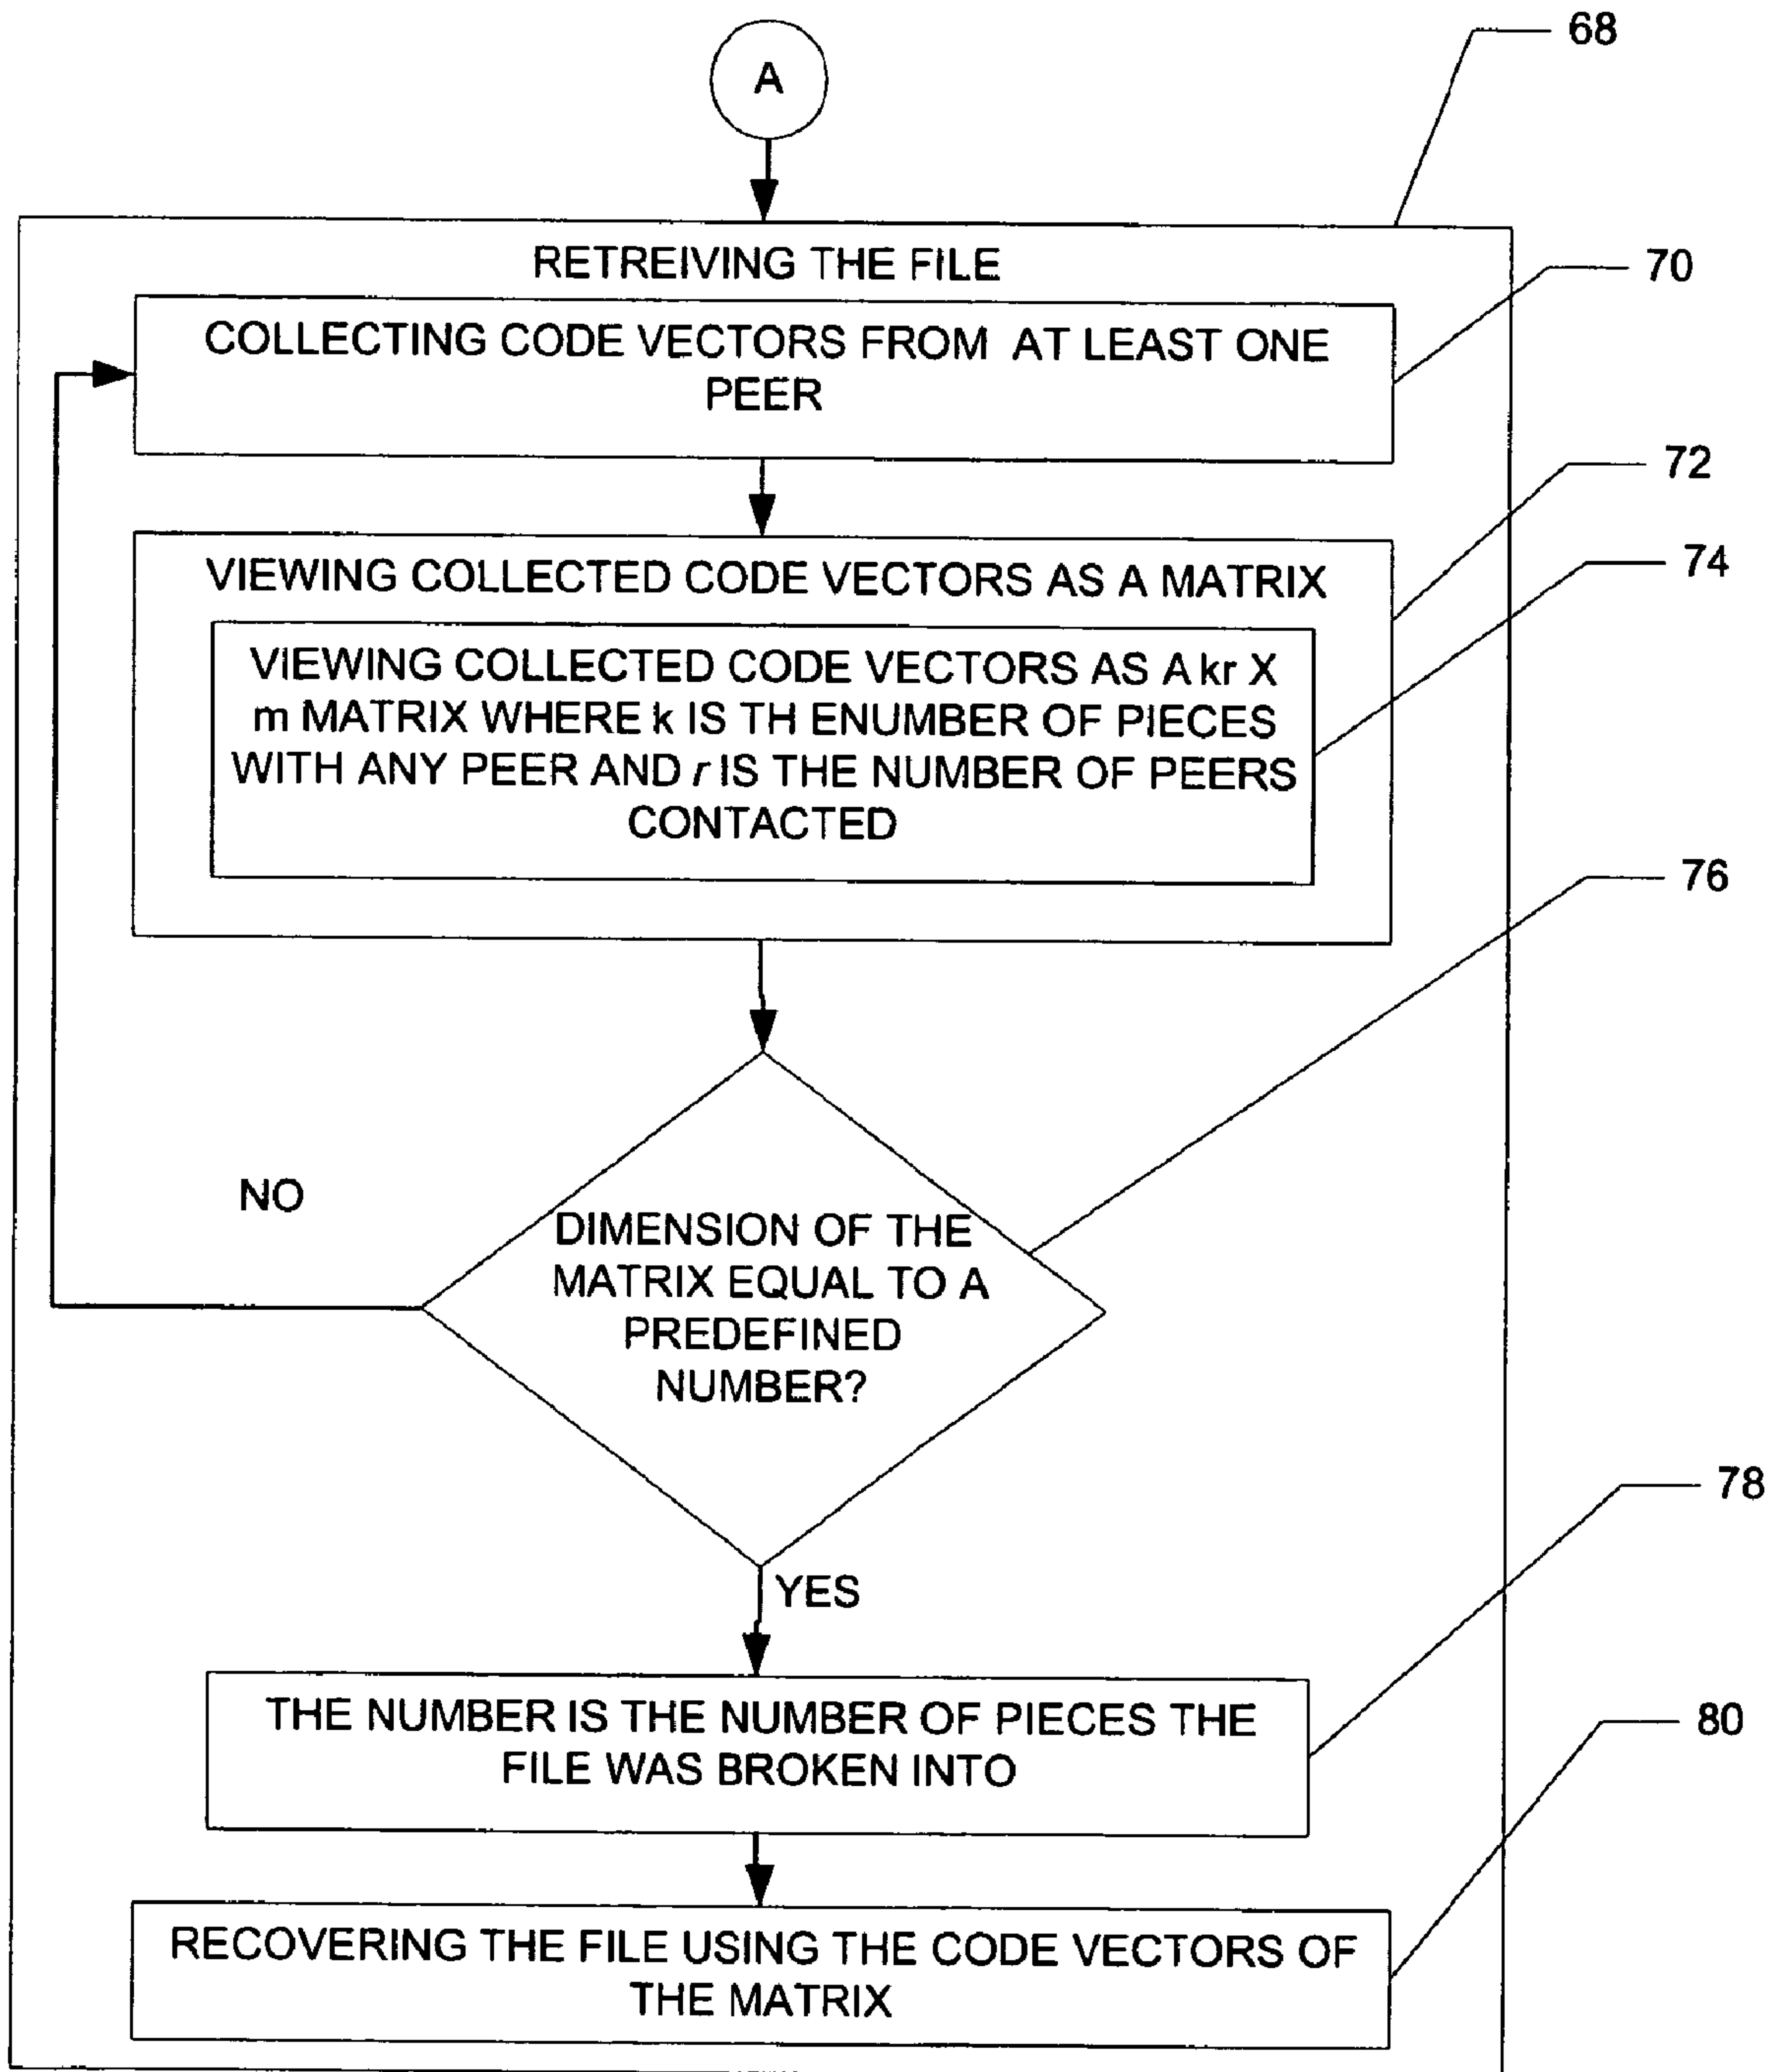 68
A
RETREIVING THE FILE
70
COLLECTING CODE VECTORS FROM AT LEAST ONE
PEER
72
VIEWING COLLECTED CODE VECTORS AS A MATRIX
74
VIEWING COLLECTED CODE VECTORS AS A kr X
m MATRIX WHERE k IS TH ENUMBER OF PIECES
WITH ANY PEER AND r IS THE NUMBER OF PEERS
CONTACTED
76
NO
DIMENSION OF THE
MATRIX EQUAL TO A
PREDEFINED
NUMBER?
78
YES
THE NUMBER IS THE NUMBER OF PIECES THE
FILE WAS BROKEN INTO
80
RECOVERING THE FILE USING THE CODE VECTORS OF
THE MATRIX